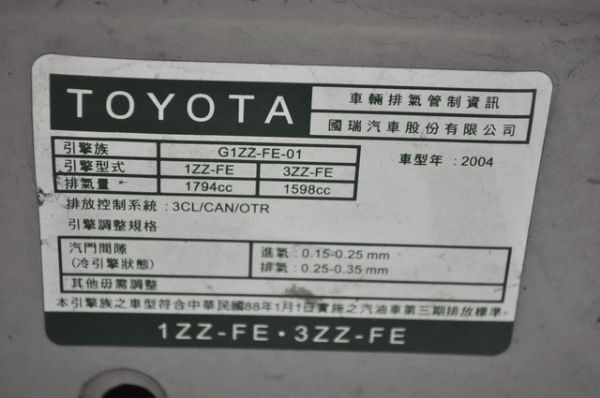 TOYOTA
車輛排氣管制資訊
國瑞汽車股份有限公司
引擎族 G1ZZ-FE-01
車型年：2004
引擎型式 1ZZ-FE 3ZZ-FE
排氣量 1794cc 1598cc
排放控制系統：3CL/CAN/OTR
引擎調整規格
汽門間隙 進氣：0.15-0.25 mm
(冷引擎狀態) 排氣：0.25-0.35 mm
其他毋需調整
本引擎族之車型符合中華民國88年1月1日實施之汽油車第三期排放標準。
1ZZ-FE・3ZZ-FE